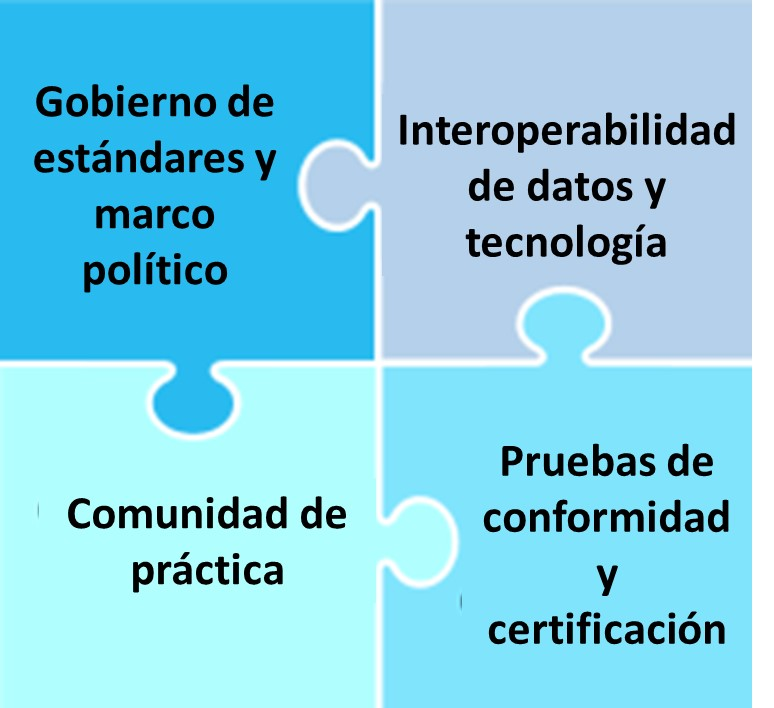 Gobierno de
estándares y
marco
político
Interoperabilidad
de datos y
tecnología
Comunidad de
práctica
Pruebas de
conformidad
y
certificación